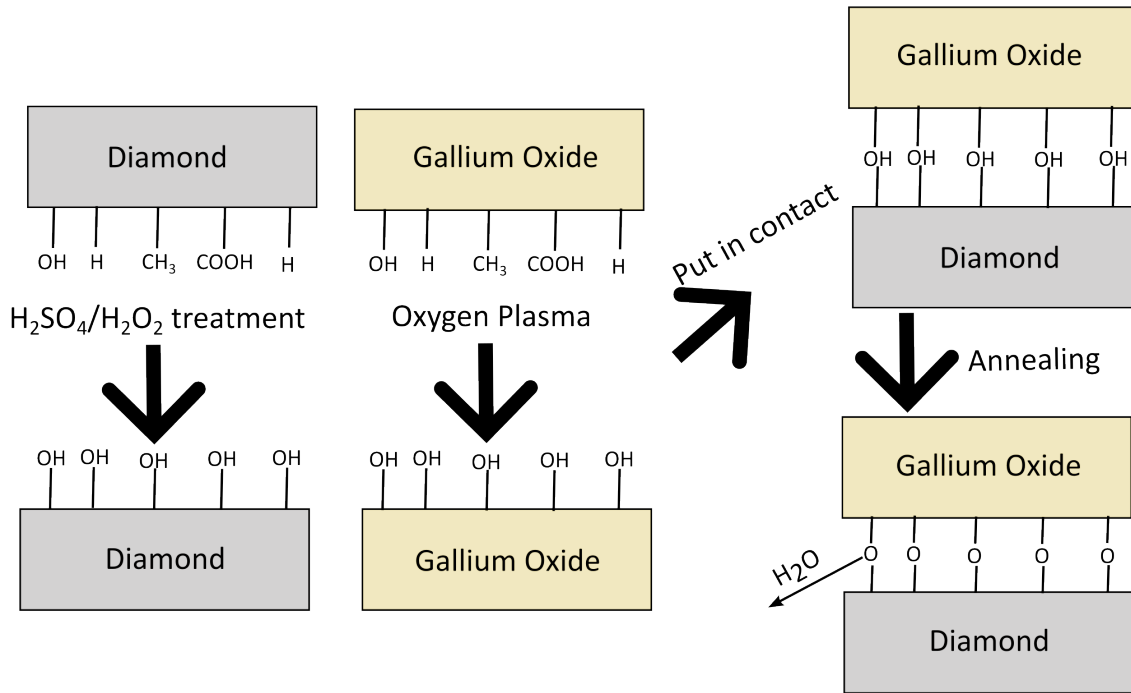 Diamond
OH H CH₃ COOH H
H₂SO₄/H₂O₂ treatment
OH OH OH OH OH
Diamond
Gallium Oxide
OH H CH₃ COOH H
Oxygen Plasma
OH OH OH OH OH
Gallium Oxide
Put in contact
Gallium Oxide
OH OH OH OH OH
Diamond
Annealing
Gallium Oxide
O O O O O
H₂O
Diamond